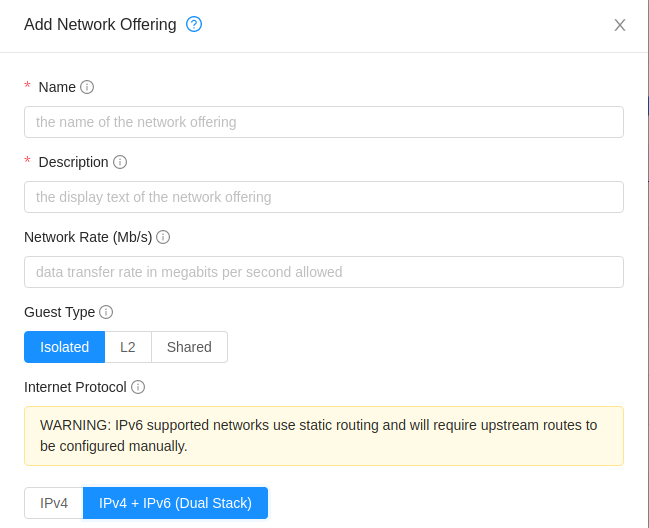 Add Network Offering
* Name
the name of the network offering
* Description
the display text of the network offering
Network Rate (Mb/s)
data transfer rate in megabits per second allowed
Guest Type
Isolated L2 Shared
Internet Protocol
WARNING: IPv6 supported networks use static routing and will require upstream routes to
be configured manually.
IPv4 IPv4 + IPv6 (Dual Stack)